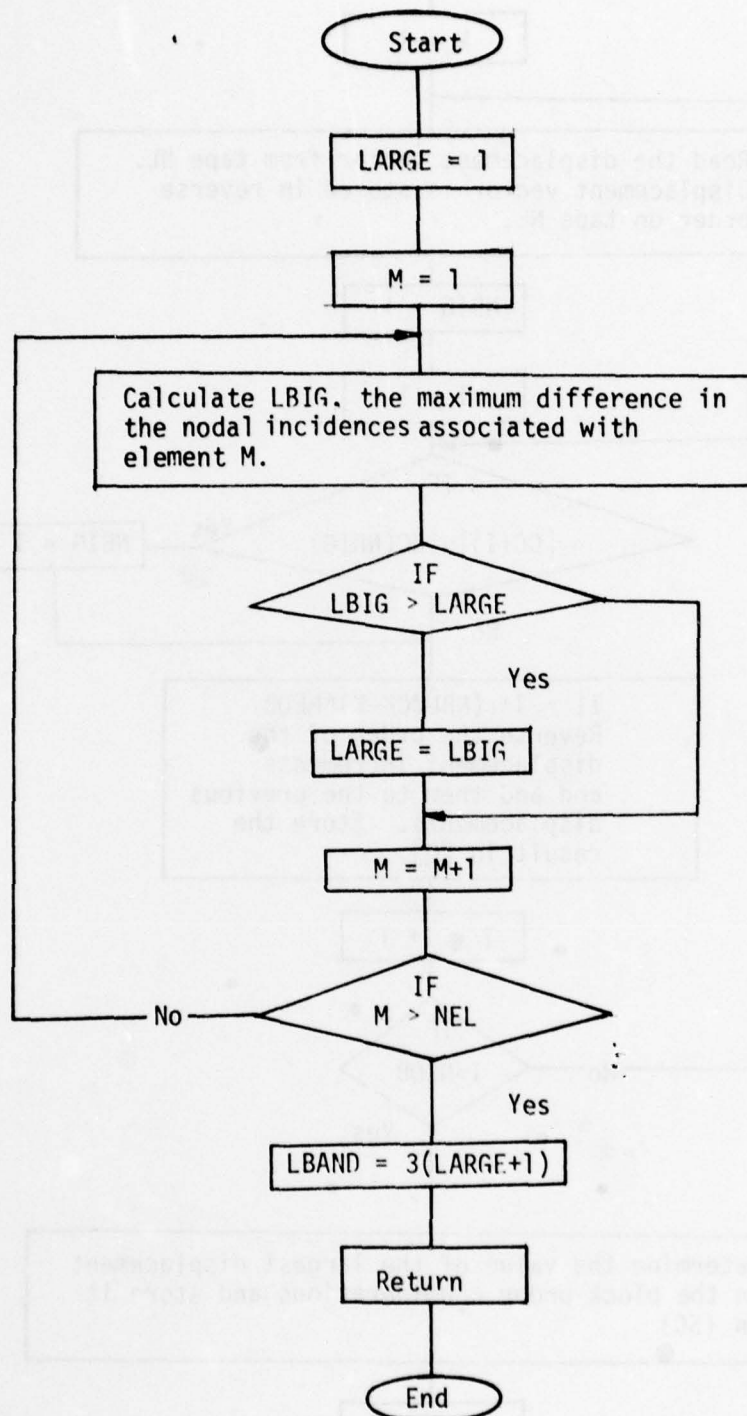 Start
LARGE = 1
M = 1
Calculate LBIG, the maximum difference in
the nodal incidences associated with
element M.
IF
LBIG > LARGE
Yes
LARGE = LBIG
M = M+1
IF
M > NEL
No
Yes
LBAND = 3(LARGE+1)
Return
End